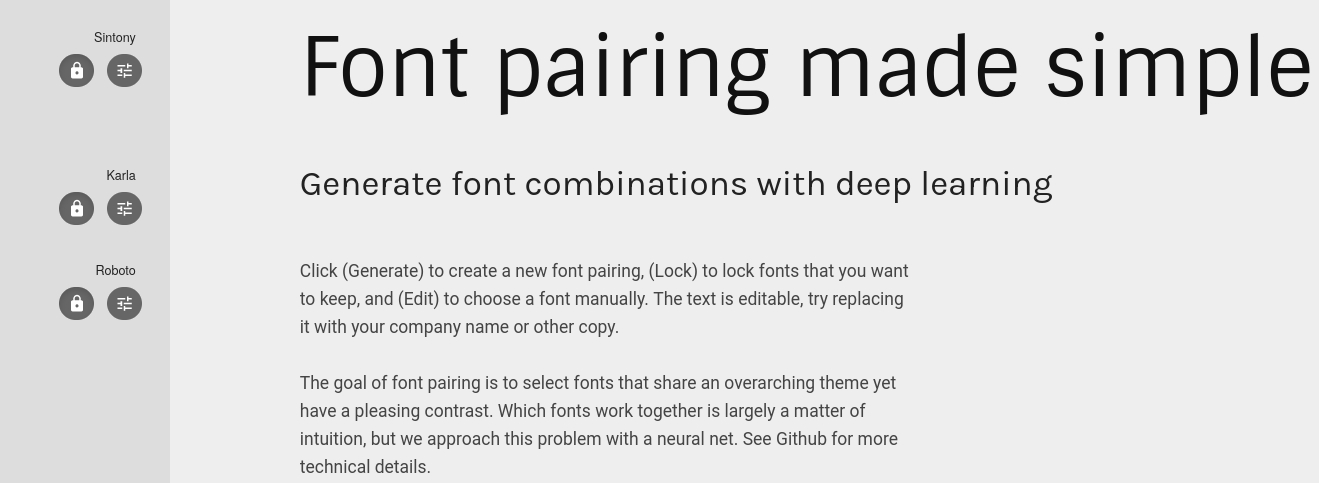 Sintony
Font pairing made simple
Karla
Generate font combinations with deep learning
Roboto
Click (Generate) to create a new font pairing, (Lock) to lock fonts that you want
to keep, and (Edit) to choose a font manually. The text is editable, try replacing
it with your company name or other copy.
The goal of font pairing is to select fonts that share an overarching theme yet
have a pleasing contrast. Which fonts work together is largely a matter of
intuition, but we approach this problem with a neural net. See Github for more
technical details.